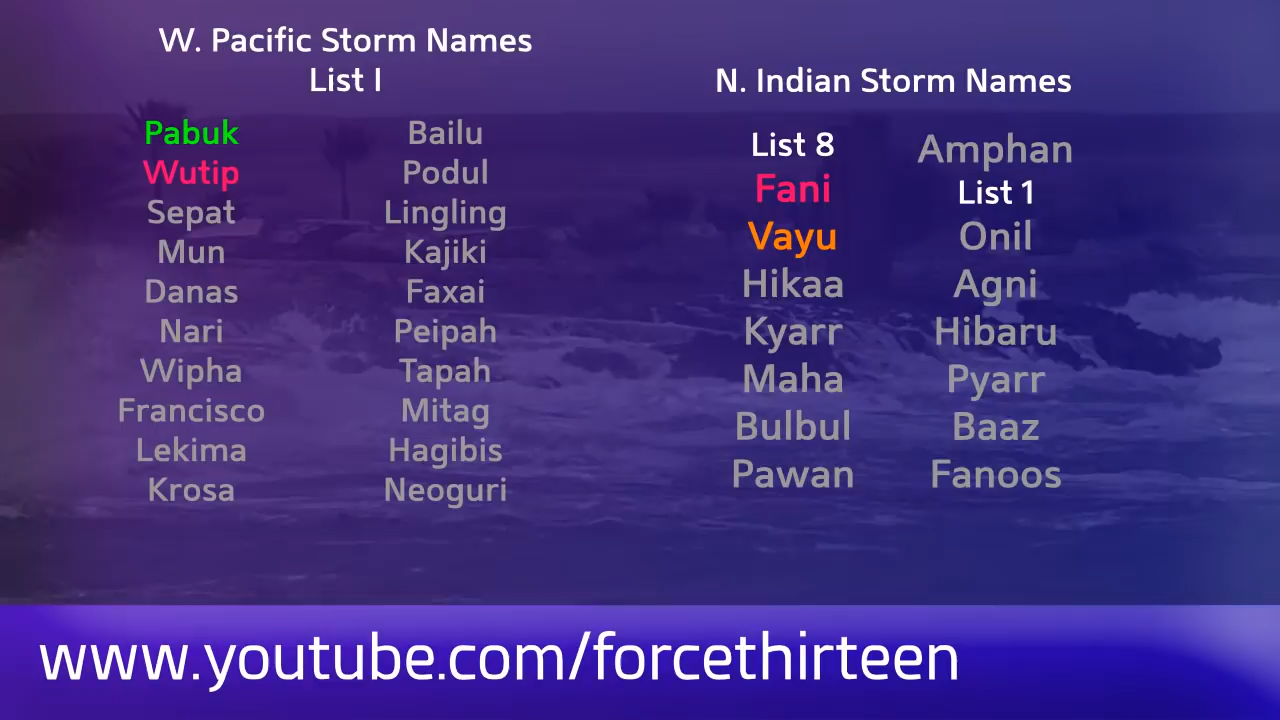 W. Pacific Storm Names
List I
Pabuk
Wutip
Sepat
Mun
Danas
Nari
Wipha
Francisco
Lekima
Krosa
Bailu
Podul
Lingling
Kajiki
Faxai
Peipah
Tapah
Mitag
Hagibis
Neoguri
N. Indian Storm Names
List 8
Fani
Vayu
Hikaa
Kyarr
Maha
Bulbul
Pawan
Amphan
List 1
Onil
Agni
Hibaru
Pyarr
Baaz
Fanoos
www.youtube.com/forcethirteen